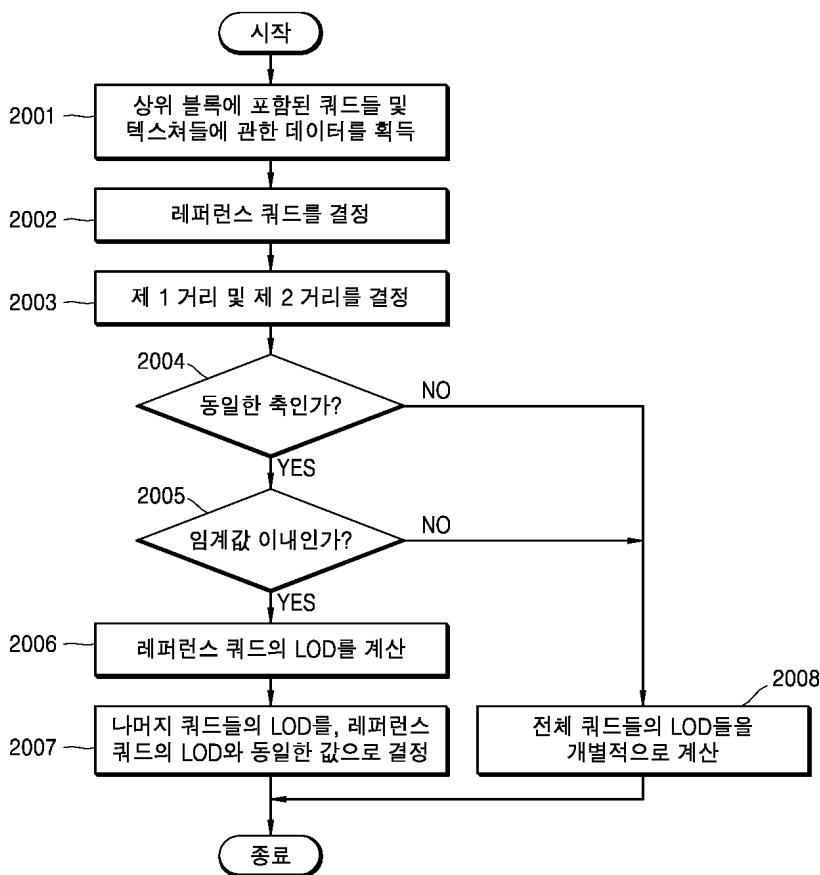 시작
2001
상위 블록에 포함된 쿼드들 및
텍스쳐들에 관한 데이터를 획득
2002
레퍼런스 쿼드를 결정
2003
제 1 거리 및 제 2 거리를 결정
2004
동일한 축인가?
NO
YES
2005
임계값 이내인가?
NO
YES
2006
레퍼런스 쿼드의 LOD를 계산
2007
나머지 쿼드들의 LOD를, 레퍼런스
쿼드의 LOD와 동일한 값으로 결정
2008
전체 쿼드들의 LOD들을
개별적으로 계산
종료